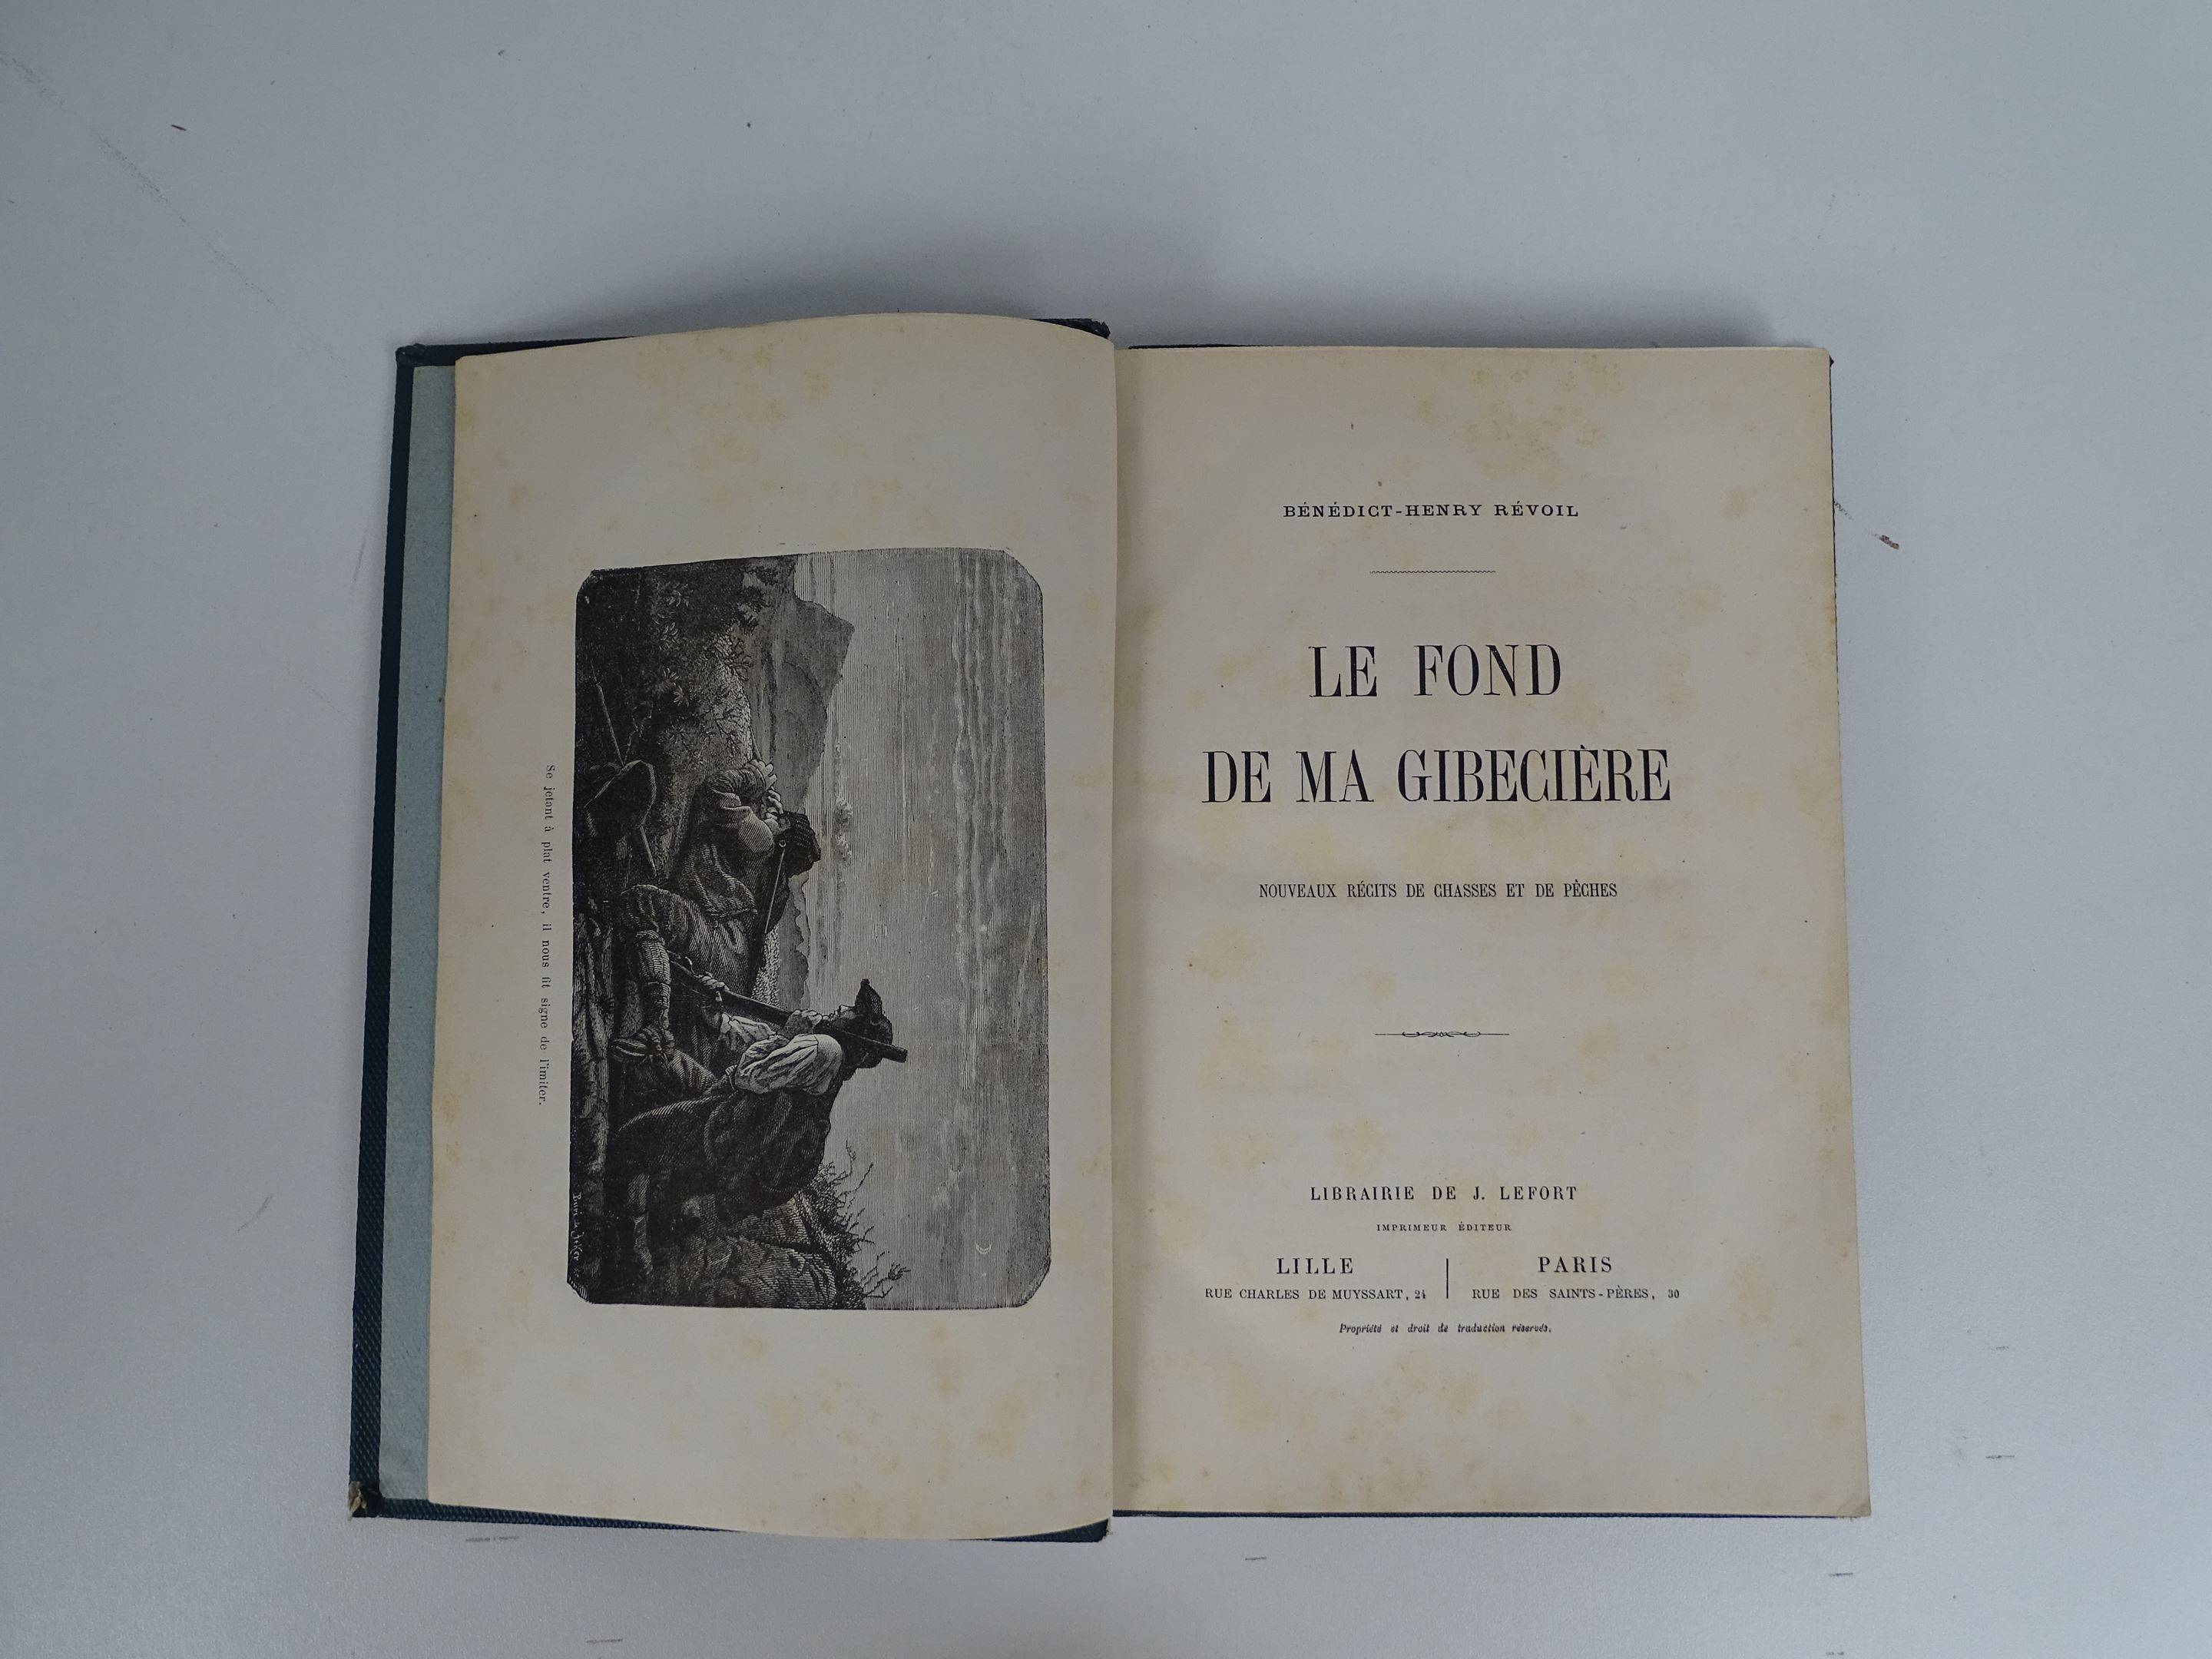 Se jetant à plat ventre, il nous fit signe de l'imiter.
BÉNÉDICT-HENRY RÉVOIL
LE FOND
DE MA GIBECIÈRE
NOUVEAUX RÉCITS DE CHASSES ET DE PÊCHES
LIBRAIRIE DE J. LEFORT
IMPRIMEUR ÉDITEUR
LILLE
RUE CHARLES DE MUYSSART, 24
PARIS
RUE DES SAINTS-PÈRES, 30
Propriété et droit de traduction réservés.